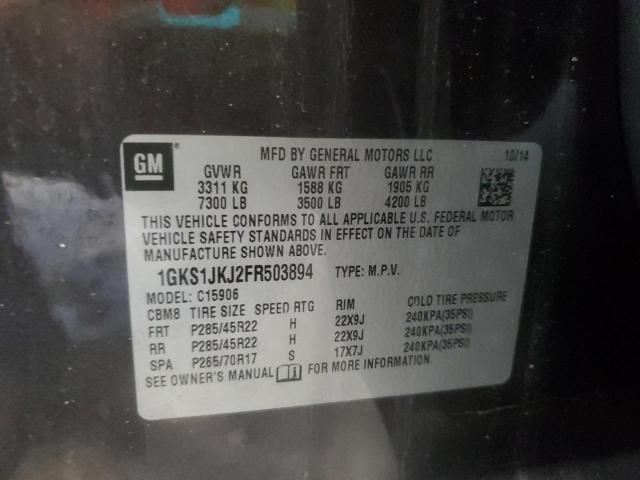 GM ®
MFD BY GENERAL MOTORS LLC 10/14
GVWR GAWR FRT GAWR RR
3311 KG 1588 KG 1905 KG
7300 LB 3500 LB 4200 LB
THIS VEHICLE CONFORMS TO ALL APPLICABLE U.S. FEDERAL MOTOR
VEHICLE SAFETY STANDARDS IN EFFECT ON THE DATE OF
MANUFACTURE SHOWN ABOVE.
1GKS1JKJ2FR503894 TYPE: M.P.V.
MODEL: C15906
CBM8 TIRE SIZE SPEED RTG RIM COLD TIRE PRESSURE
FRT P285/45R22 H 22X9J 240KPA(35PSI)
RR P285/45R22 H 22X9J 240KPA(35PSI)
SPA P265/70R17 S 17X7J 240KPA(35PSI)
SEE OWNER'S MANUAL FOR MORE INFORMATION.